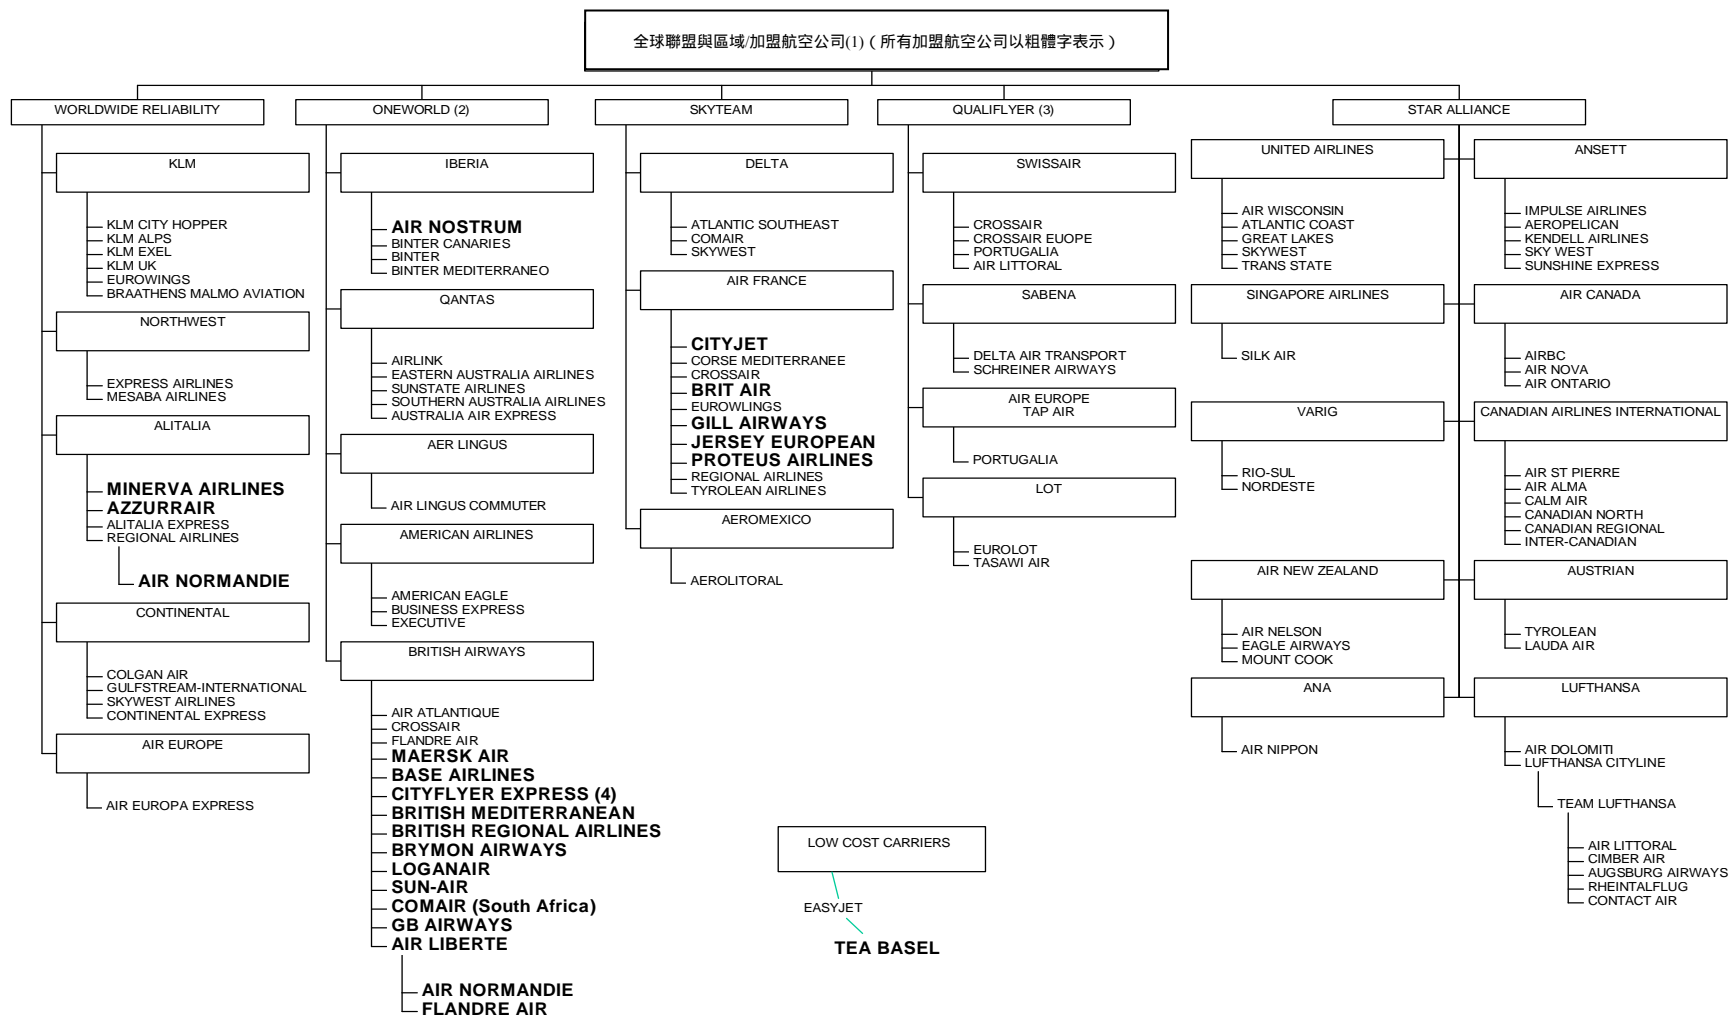 全球聯盟與區域/加盟航空公司(1)（所有加盟航空公司以粗體字表示）
WORLDWIDE RELIABILITY
KLM
KLM CITY HOPPER
KLM ALPS
KLM EXEL
KLM UK
EUROWINGS
BRAATHENS MALMO AVIATION
NORTHWEST
EXPRESS AIRLINES
MESABA AIRLINES
ALITALIA
MINERVA AIRLINES
AZZURRAIR
ALITALIA EXPRESS
REGIONAL AIRLINES
AIR NORMANDIE
CONTINENTAL
COLGAN AIR
GULFSTREAM-INTERNATIONAL
SKYWEST AIRLINES
CONTINENTAL EXPRESS
AIR EUROPE
AIR EUROPA EXPRESS
ONEWORLD (2)
IBERIA
AIR NOSTRUM
BINTER CANARIES
BINTER
BINTER MEDITERRANEO
QANTAS
AIRLINK
EASTERN AUSTRALIA AIRLINES
SUNSTATE AIRLINES
SOUTHERN AUSTRALIA AIRLINES
AUSTRALIA AIR EXPRESS
AER LINGUS
AIR LINGUS COMMUTER
AMERICAN AIRLINES
AMERICAN EAGLE
BUSINESS EXPRESS
EXECUTIVE
BRITISH AIRWAYS
AIR ATLANTIQUE
CROSSAIR
FLANDRE AIR
MAERSK AIR
BASE AIRLINES
CITYFLYER EXPRESS (4)
BRITISH MEDITERRANEAN
BRITISH REGIONAL AIRLINES
BRYMON AIRWAYS
LOGANAIR
SUN-AIR
COMAIR (South Africa)
GB AIRWAYS
AIR LIBERTE
AIR NORMANDIE
FLANDRE AIR
SKYTEAM
DELTA
ATLANTIC SOUTHEAST
COMAIR
SKYWEST
AIR FRANCE
CITYJET
CORSE MEDITERRANEE
CROSSAIR
BRIT AIR
EUROWLINGS
GILL AIRWAYS
JERSEY EUROPEAN
PROTEUS AIRLINES
REGIONAL AIRLINES
TYROLEAN AIRLINES
AEROMEXICO
AEROLITORAL
QUALIFLYER (3)
SWISSAIR
CROSSAIR
CROSSAIR EUOPE
PORTUGALIA
AIR LITTORAL
SABENA
DELTA AIR TRANSPORT
SCHREINER AIRWAYS
AIR EUROPE
TAP AIR
PORTUGALIA
LOT
EUROLOT
TASAWI AIR
LOW COST CARRIERS
EASYJET
TEA BASEL
STAR ALLIANCE
UNITED AIRLINES
AIR WISCONSIN
ATLANTIC COAST
GREAT LAKES
SKYWEST
TRANS STATE
SINGAPORE AIRLINES
SILK AIR
VARIG
RIO-SUL
NORDESTE
AIR NEW ZEALAND
AIR NELSON
EAGLE AIRWAYS
MOUNT COOK
ANA
AIR NIPPON
ANSETT
IMPULSE AIRLINES
AEROPELICAN
KENDELL AIRLINES
SKY WEST
SUNSHINE EXPRESS
AIR CANADA
AIRBC
AIR NOVA
AIR ONTARIO
CANADIAN AIRLINES INTERNATIONAL
AIR ST PIERRE
AIR ALMA
CALM AIR
CANADIAN NORTH
CANADIAN REGIONAL
INTER-CANADIAN
AUSTRIAN
TYROLEAN
LAUDA AIR
LUFTHANSA
AIR DOLOMITI
LUFTHANSA CITYLINE
TEAM LUFTHANSA
AIR LITTORAL
CIMBER AIR
AUGSBURG AIRWAYS
RHEINTALFLUG
CONTACT AIR